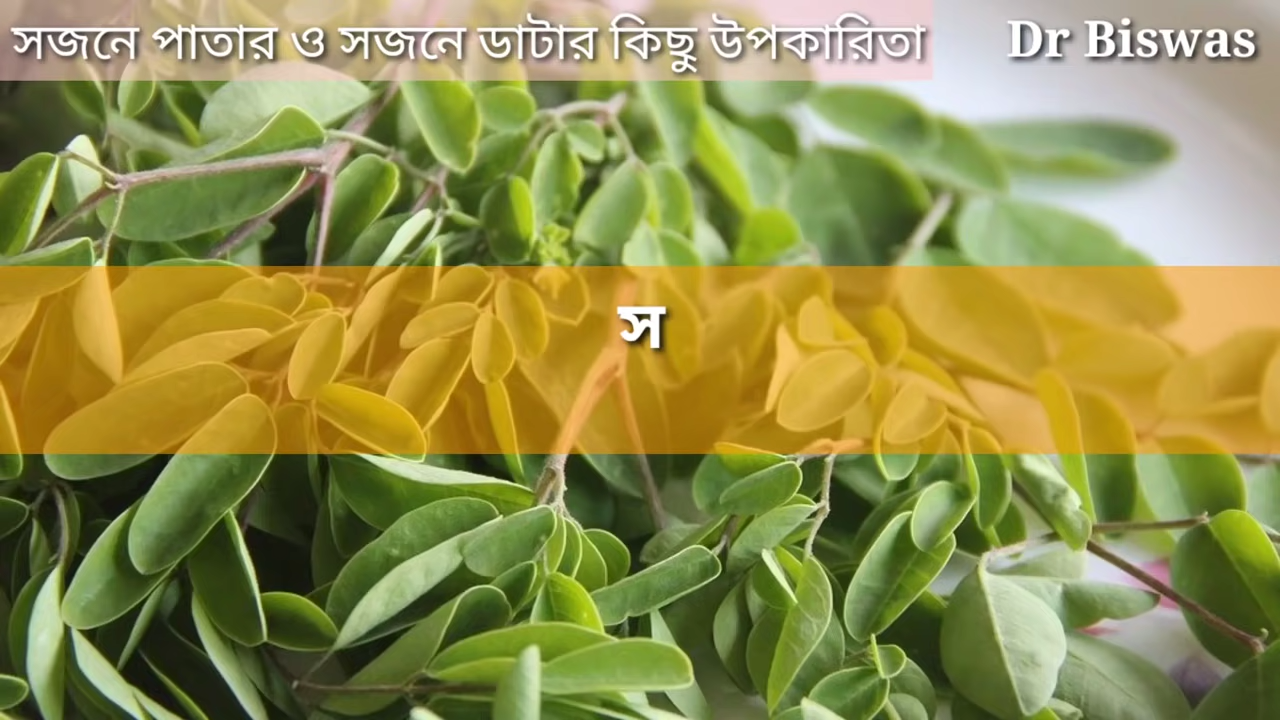 সজনে পাতার ও সজনে ডাটার কিছু উপকারিতা Dr Biswas
স